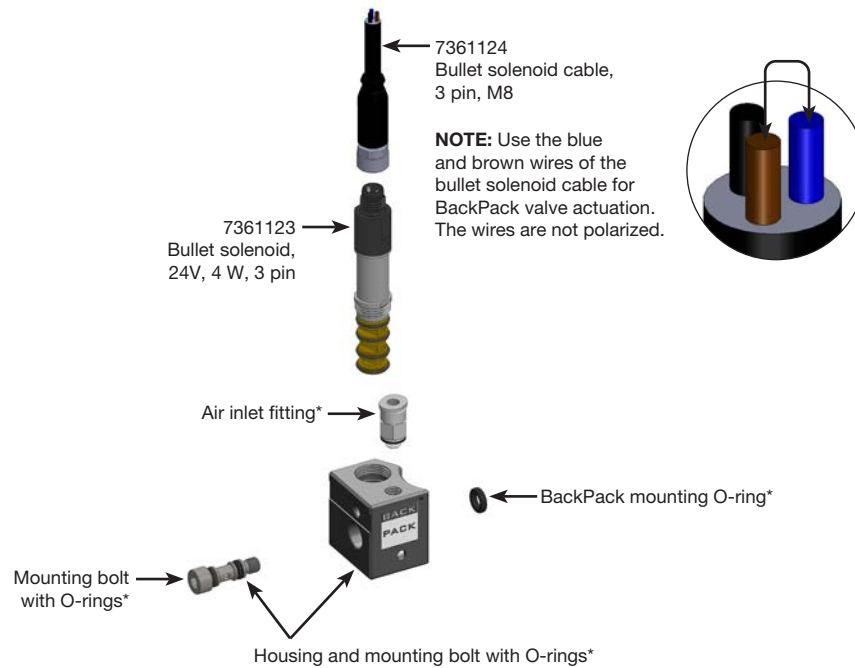 7361124
Bullet solenoid cable,
3 pin, M8
NOTE: Use the blue
and brown wires of the
bullet solenoid cable for
BackPack valve actuation.
The wires are not polarized.
7361123
Bullet solenoid,
24V, 4 W, 3 pin
Air inlet fitting*
BackPack mounting O-ring*
BACK
PACK
Mounting bolt
with O-rings*
Housing and mounting bolt with O-rings*